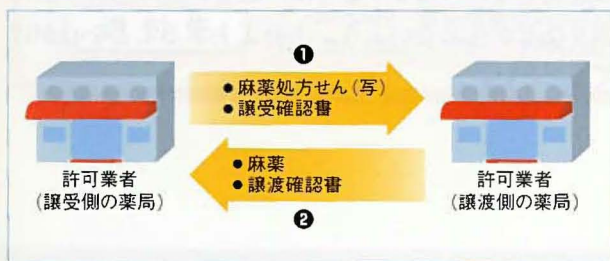 ❶
●麻薬処方せん(写)
●譲受確認書
●麻薬
●譲渡確認書
❷
許可業者
(譲受側の薬局)
許可業者
(譲渡側の薬局)